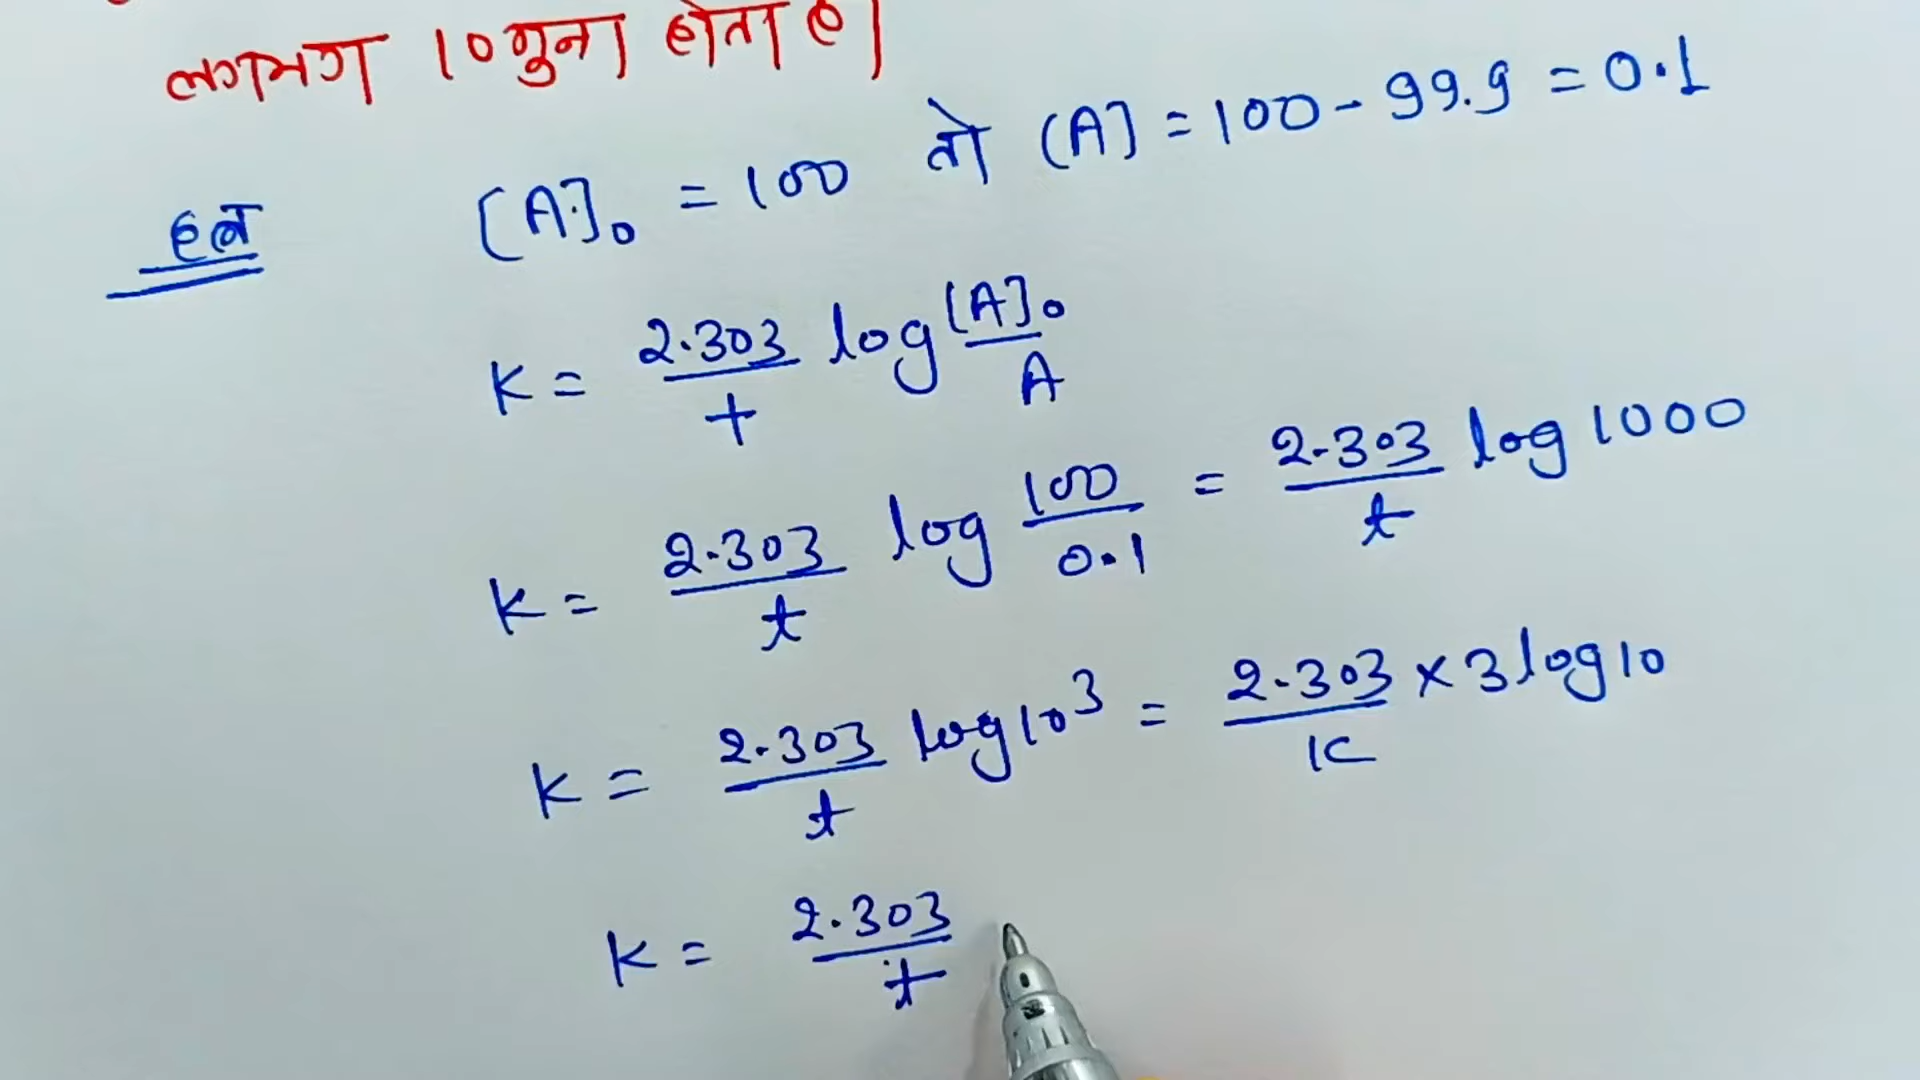 लगभग 10 गुना होता है।
हल [A]₀ = 100 तो [A] = 100 - 99.9 = 0.1
K = 2.303/t log [A]₀/A
K = 2.303/t log 100/0.1 = 2.303/t log 1000
K = 2.303/t log 10³ = 2.303/K × 3 log 10
K = 2.303/t